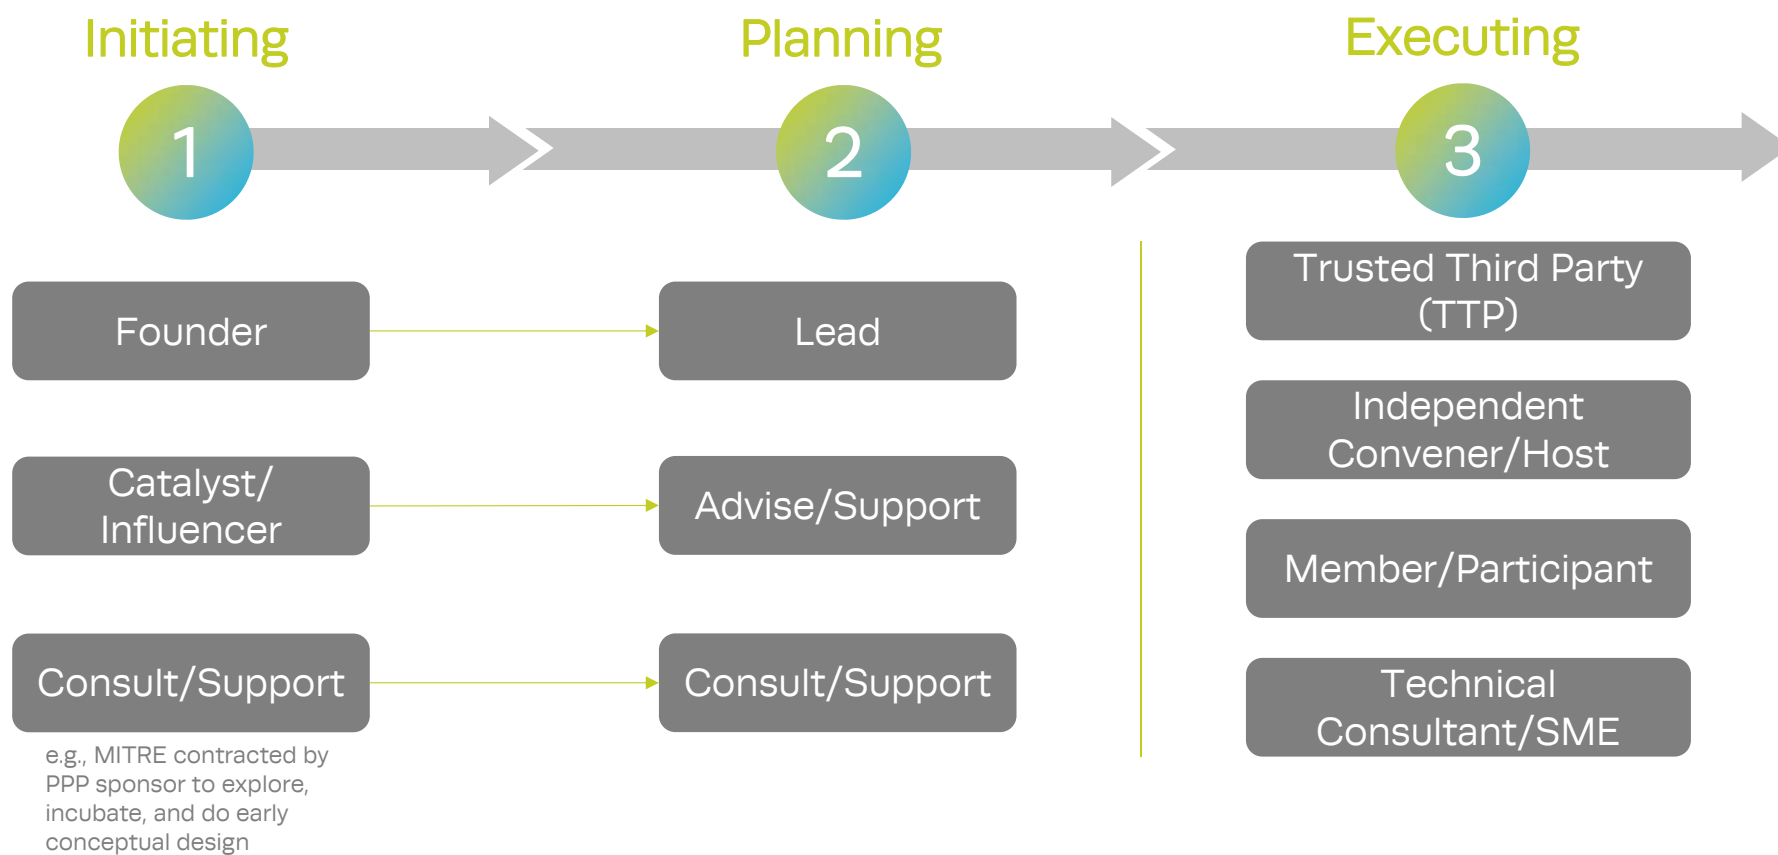 Initiating
Planning
Executing
1
2
3
Founder
Lead
Trusted Third Party
(TTP)
Catalyst/
Influencer
Advise/Support
Independent
Convener/Host
Member/Participant
Consult/Support
Consult/Support
Technical
Consultant/SME
e.g., MITRE contracted by
PPP sponsor to explore,
incubate, and do early
conceptual design